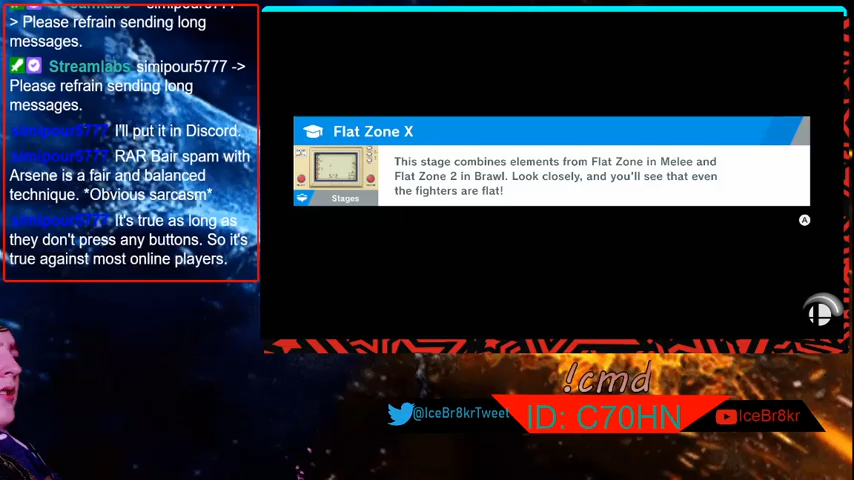 > Please refrain sending long
messages.
Streamlabs simipour5777 ->
Please refrain sending long
messages.
simipour5777 I'll put it in Discord.
simipour5777 RAR Bair spam with
Arsene is a fair and balanced
technique. *Obvious sarcasm*
simipour5777 It's true as long as
they don't press any buttons. So it's
true against most online players.
Flat Zone X
This stage combines elements from Flat Zone in Melee and
Flat Zone 2 in Brawl. Look closely, and you'll see that even
the fighters are flat!
Stages
A
!cmd
@IceBr8krTweet
ID: C70HN
IceBr8kr